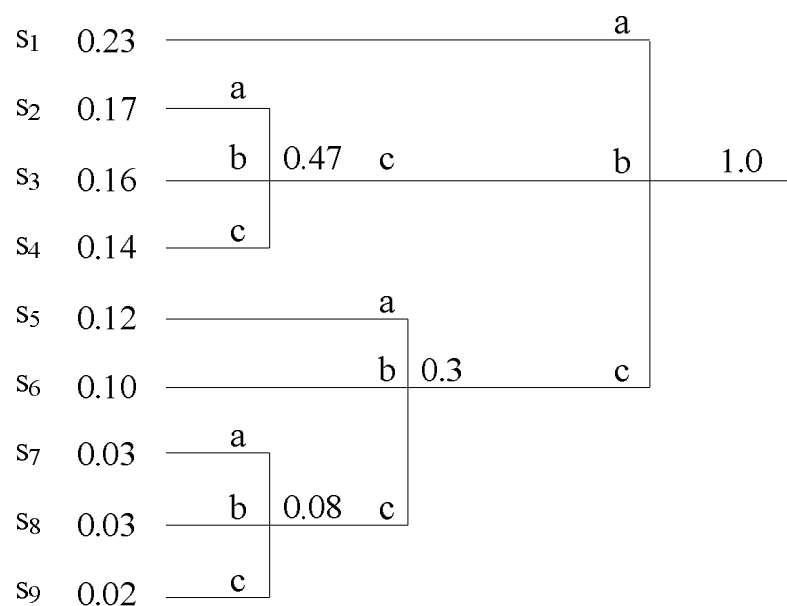 S1 0.23 a
S2 0.17 a
S3 0.16 b 0.47 c b 1.0
S4 0.14 c
S5 0.12 a
S6 0.10 b 0.3 c
S7 0.03 a
S8 0.03 b 0.08 c
S9 0.02 c